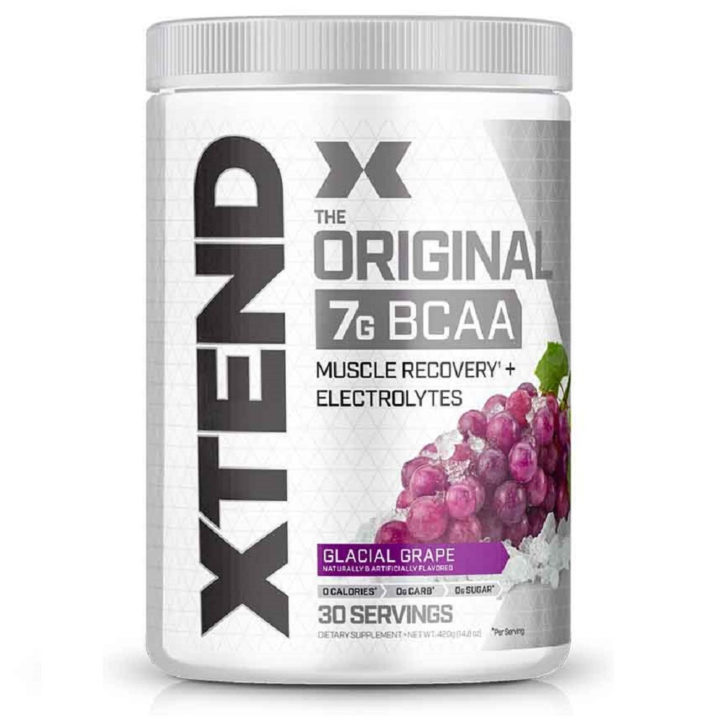 XTEND
THE
ORIGINAL
7G BCAA
MUSCLE RECOVERY† +
ELECTROLYTES
GLACIAL GRAPE
NATURALLY & ARTIFICIALLY FLAVORED
0 CALORIES* 0G CARB* 0G SUGAR*
30 SERVINGS
DIETARY SUPPLEMENT • NET WT. 420g (14.8 oz) *Per Serving